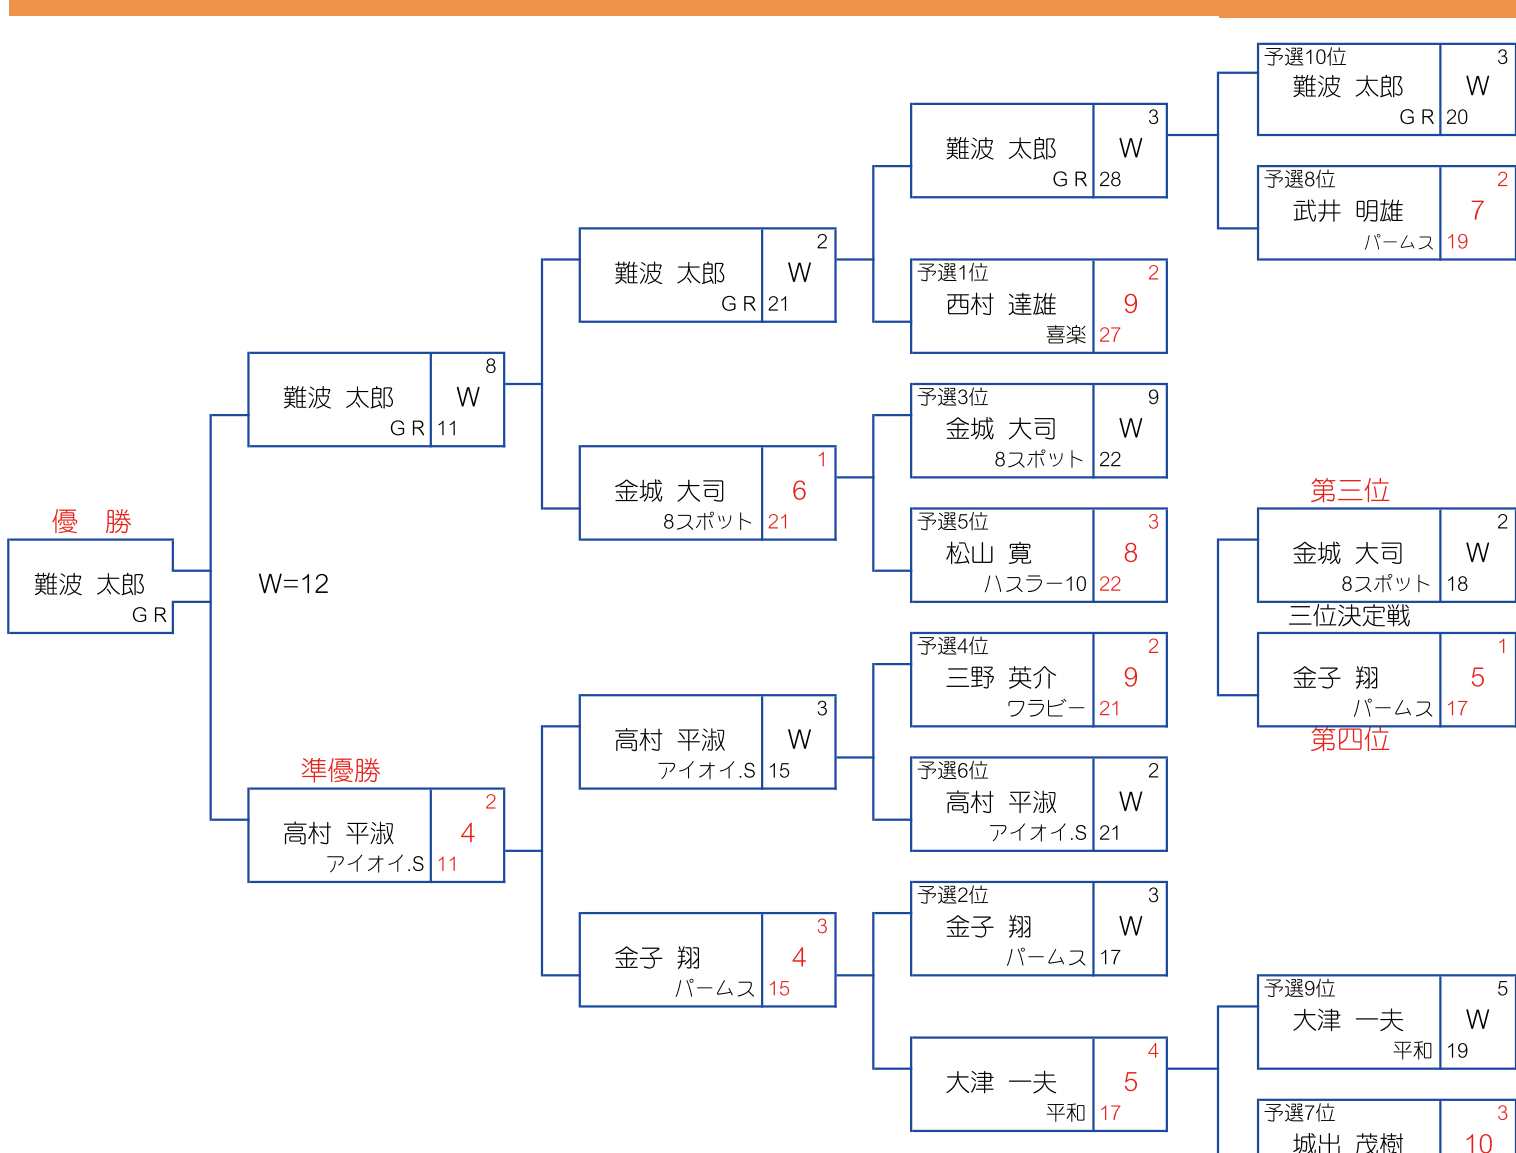 予選10位 3
難波 太郎 W
GR 20
予選8位 2
武井 明雄 7
パームス 19
3
難波 太郎 W
GR 28
予選1位 2
西村 達雄 9
喜楽 27
2
難波 太郎 W
GR 21
予選3位 9
金城 大司 W
8スポット 22
1
金城 大司 6
8スポット 21
予選5位 3
松山 寛 8
ハスラー10 22
8
難波 太郎 W
GR 11
優 勝
難波 太郎
GR
W=12
第三位
2
金城 大司 W
8スポット 18
三位決定戦
1
金子 翔 5
パームス 17
第四位
予選4位 2
三野 英介 9
ワラビー 21
3
高村 平淑 W
アイオイ.S 15
予選6位 2
高村 平淑 W
アイオイ.S 21
準優勝
2
高村 平淑 4
アイオイ.S 11
予選2位 3
金子 翔 W
パームス 17
3
金子 翔 4
パームス 15
4
大津 一夫 5
平和 17
予選9位 5
大津 一夫 W
平和 19
予選7位 3
城出 茂樹 10